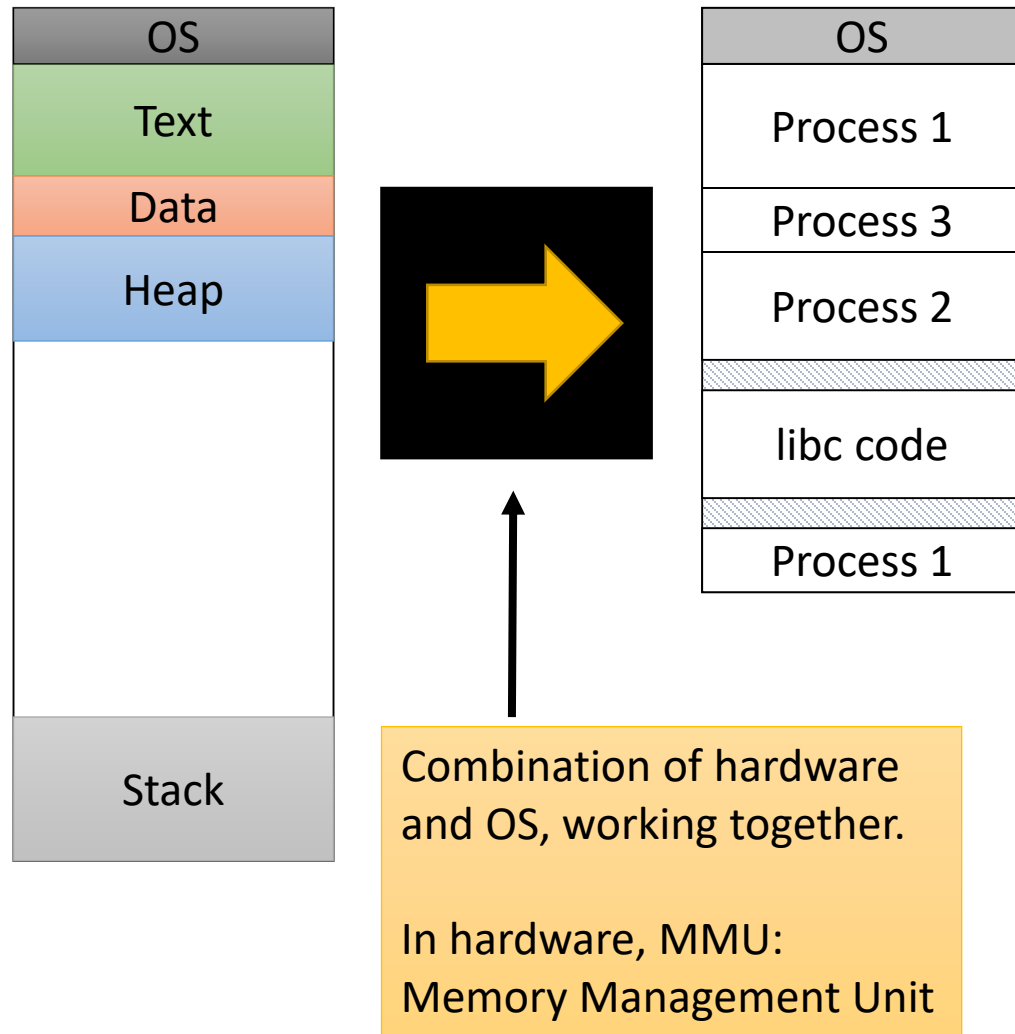 OS
Text
Data
Heap
Stack
OS
Process 1
Process 3
Process 2
libc code
Process 1
Combination of hardware
and OS, working together.
In hardware, MMU:
Memory Management Unit